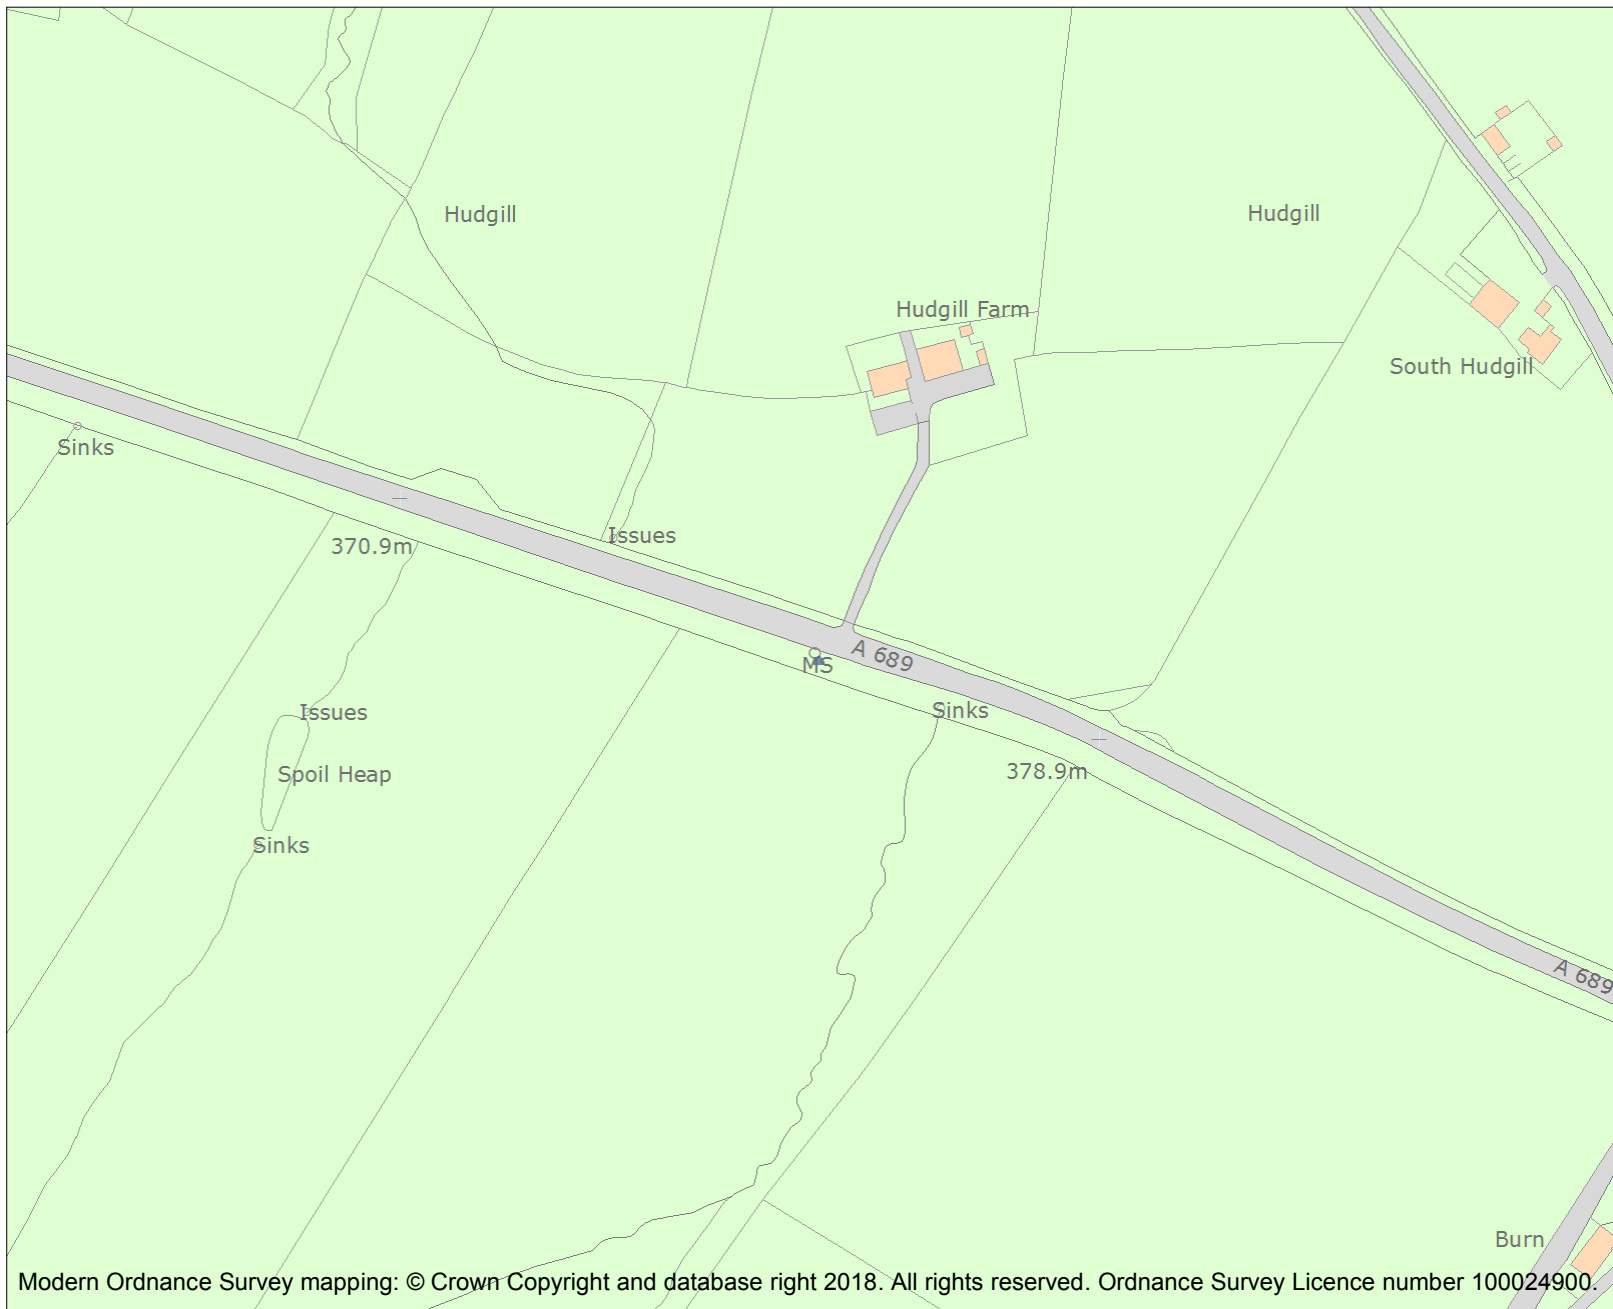 Hudgill
Hudgill
Hudgill Farm
South Hudgill
Sinks
Issues
370.9m
A 689
MS
Sinks
Issues
378.9m
Spoil Heap
Sinks
A 689
Burn
Modern Ordnance Survey mapping: © Crown Copyright and database right 2018. All rights reserved. Ordnance Survey Licence number 100024900.